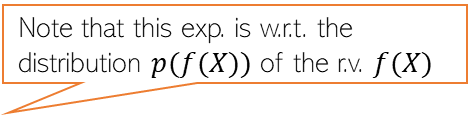 Note that this exp. is w.r.t. the
distribution p(f(X)) of the r.v. f(X)